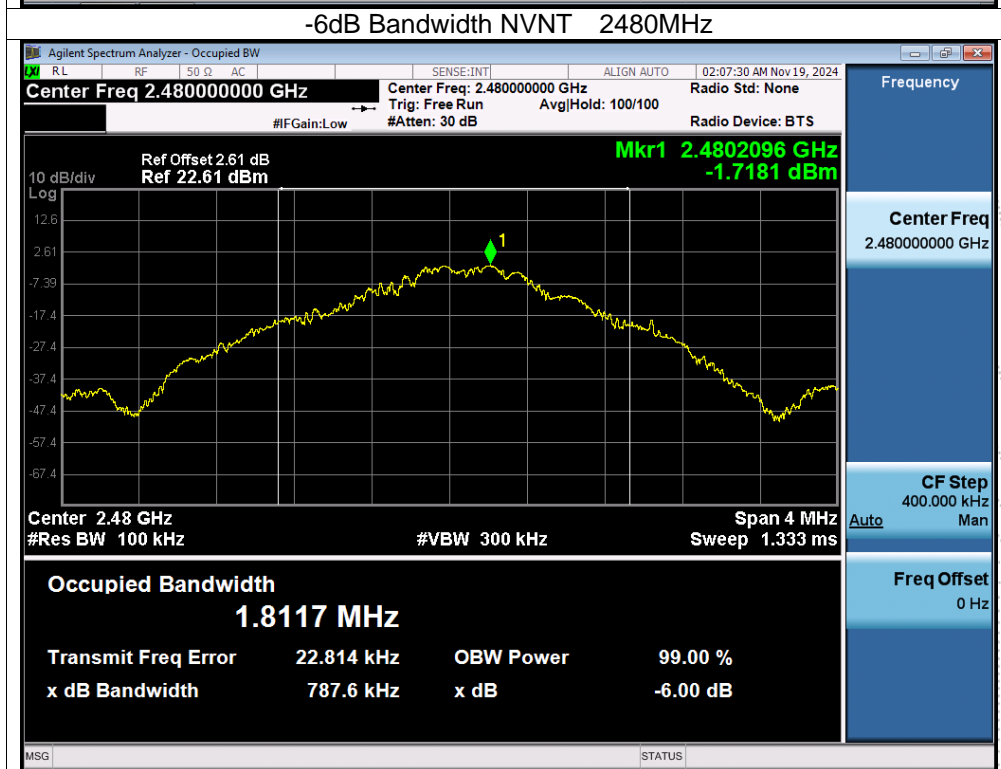 -6dB Bandwidth NVNT 2480MHz
Agilent Spectrum Analyzer - Occupied BW
LXI RL RF 50 Ω AC SENSE:INT ALIGN AUTO 02:07:30 AM Nov 19, 2024
Center Freq 2.480000000 GHz
Center Freq: 2.480000000 GHz
Radio Std: None
Trig: Free Run Avg|Hold: 100/100
#IFGain:Low #Atten: 30 dB Radio Device: BTS
Ref Offset 2.61 dB
10 dB/div Ref 22.61 dBm
Mkr1 2.4802096 GHz
-1.7181 dBm
Log
12.6
2.61
-7.39
-17.4
-27.4
-37.4
-47.4
-57.4
-67.4
1
Center 2.48 GHz Span 4 MHz
#Res BW 100 kHz #VBW 300 kHz Sweep 1.333 ms
Occupied Bandwidth
1.8117 MHz
Transmit Freq Error 22.814 kHz OBW Power 99.00 %
x dB Bandwidth 787.6 kHz x dB -6.00 dB
Frequency
Center Freq
2.480000000 GHz
CF Step
400.000 kHz
Auto Man
Freq Offset
0 Hz
MSG STATUS